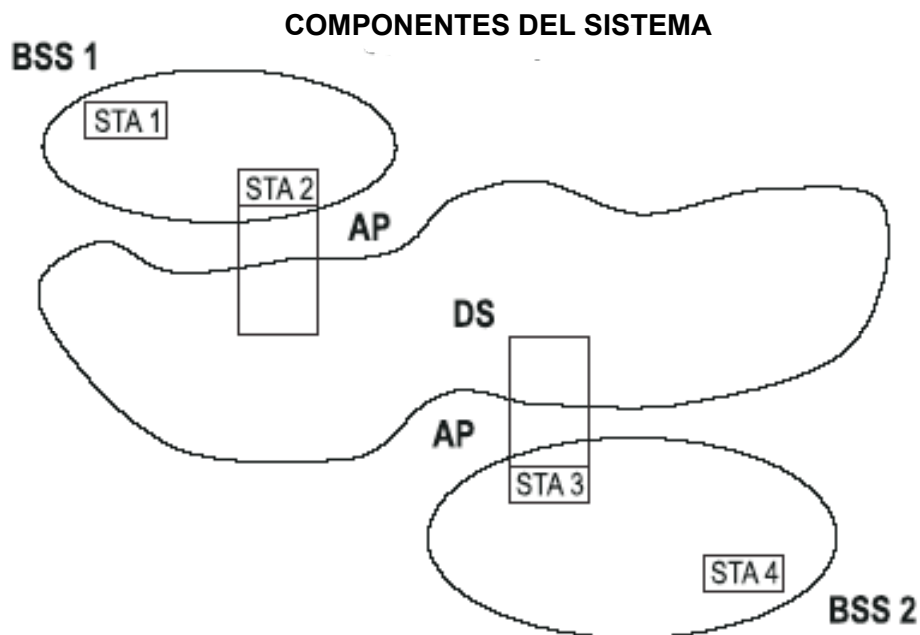 COMPONENTES DEL SISTEMA
BSS 1
STA 1
STA 2
AP
DS
AP
STA 3
STA 4
BSS 2